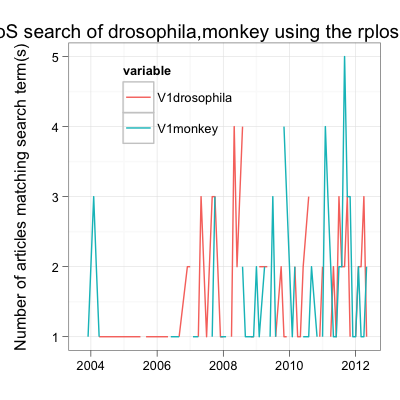 oS search of drosophila,monkey using the rplos
Number of articles matching search term(s)
variable
V1drosophila
V1monkey
5
4
3
2
1
2004 2006 2008 2010 2012